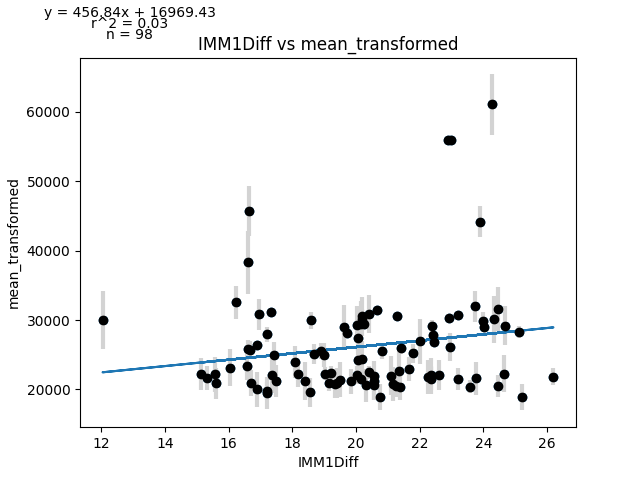 y = 456.84x + 16969.43
r^2 = 0.03
n = 98
IMM1Diff vs mean_transformed
60000
50000
40000
30000
20000
mean_transformed
12 14 16 18 20 22 24 26
IMM1Diff